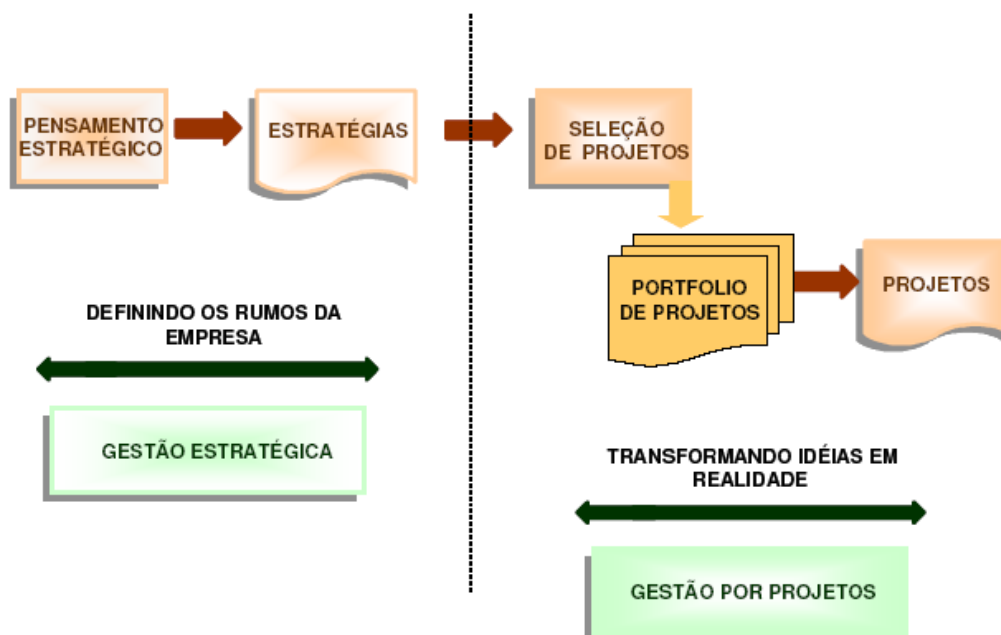 PENSAMENTO
ESTRATÉGICO
ESTRATÉGIAS
SELEÇÃO
DE PROJETOS
PORTFOLIO
DE PROJETOS
PROJETOS
DEFININDO OS RUMOS DA
EMPRESA
GESTÃO ESTRATÉGICA
TRANSFORMANDO IDÉIAS EM
REALIDADE
GESTÃO POR PROJETOS